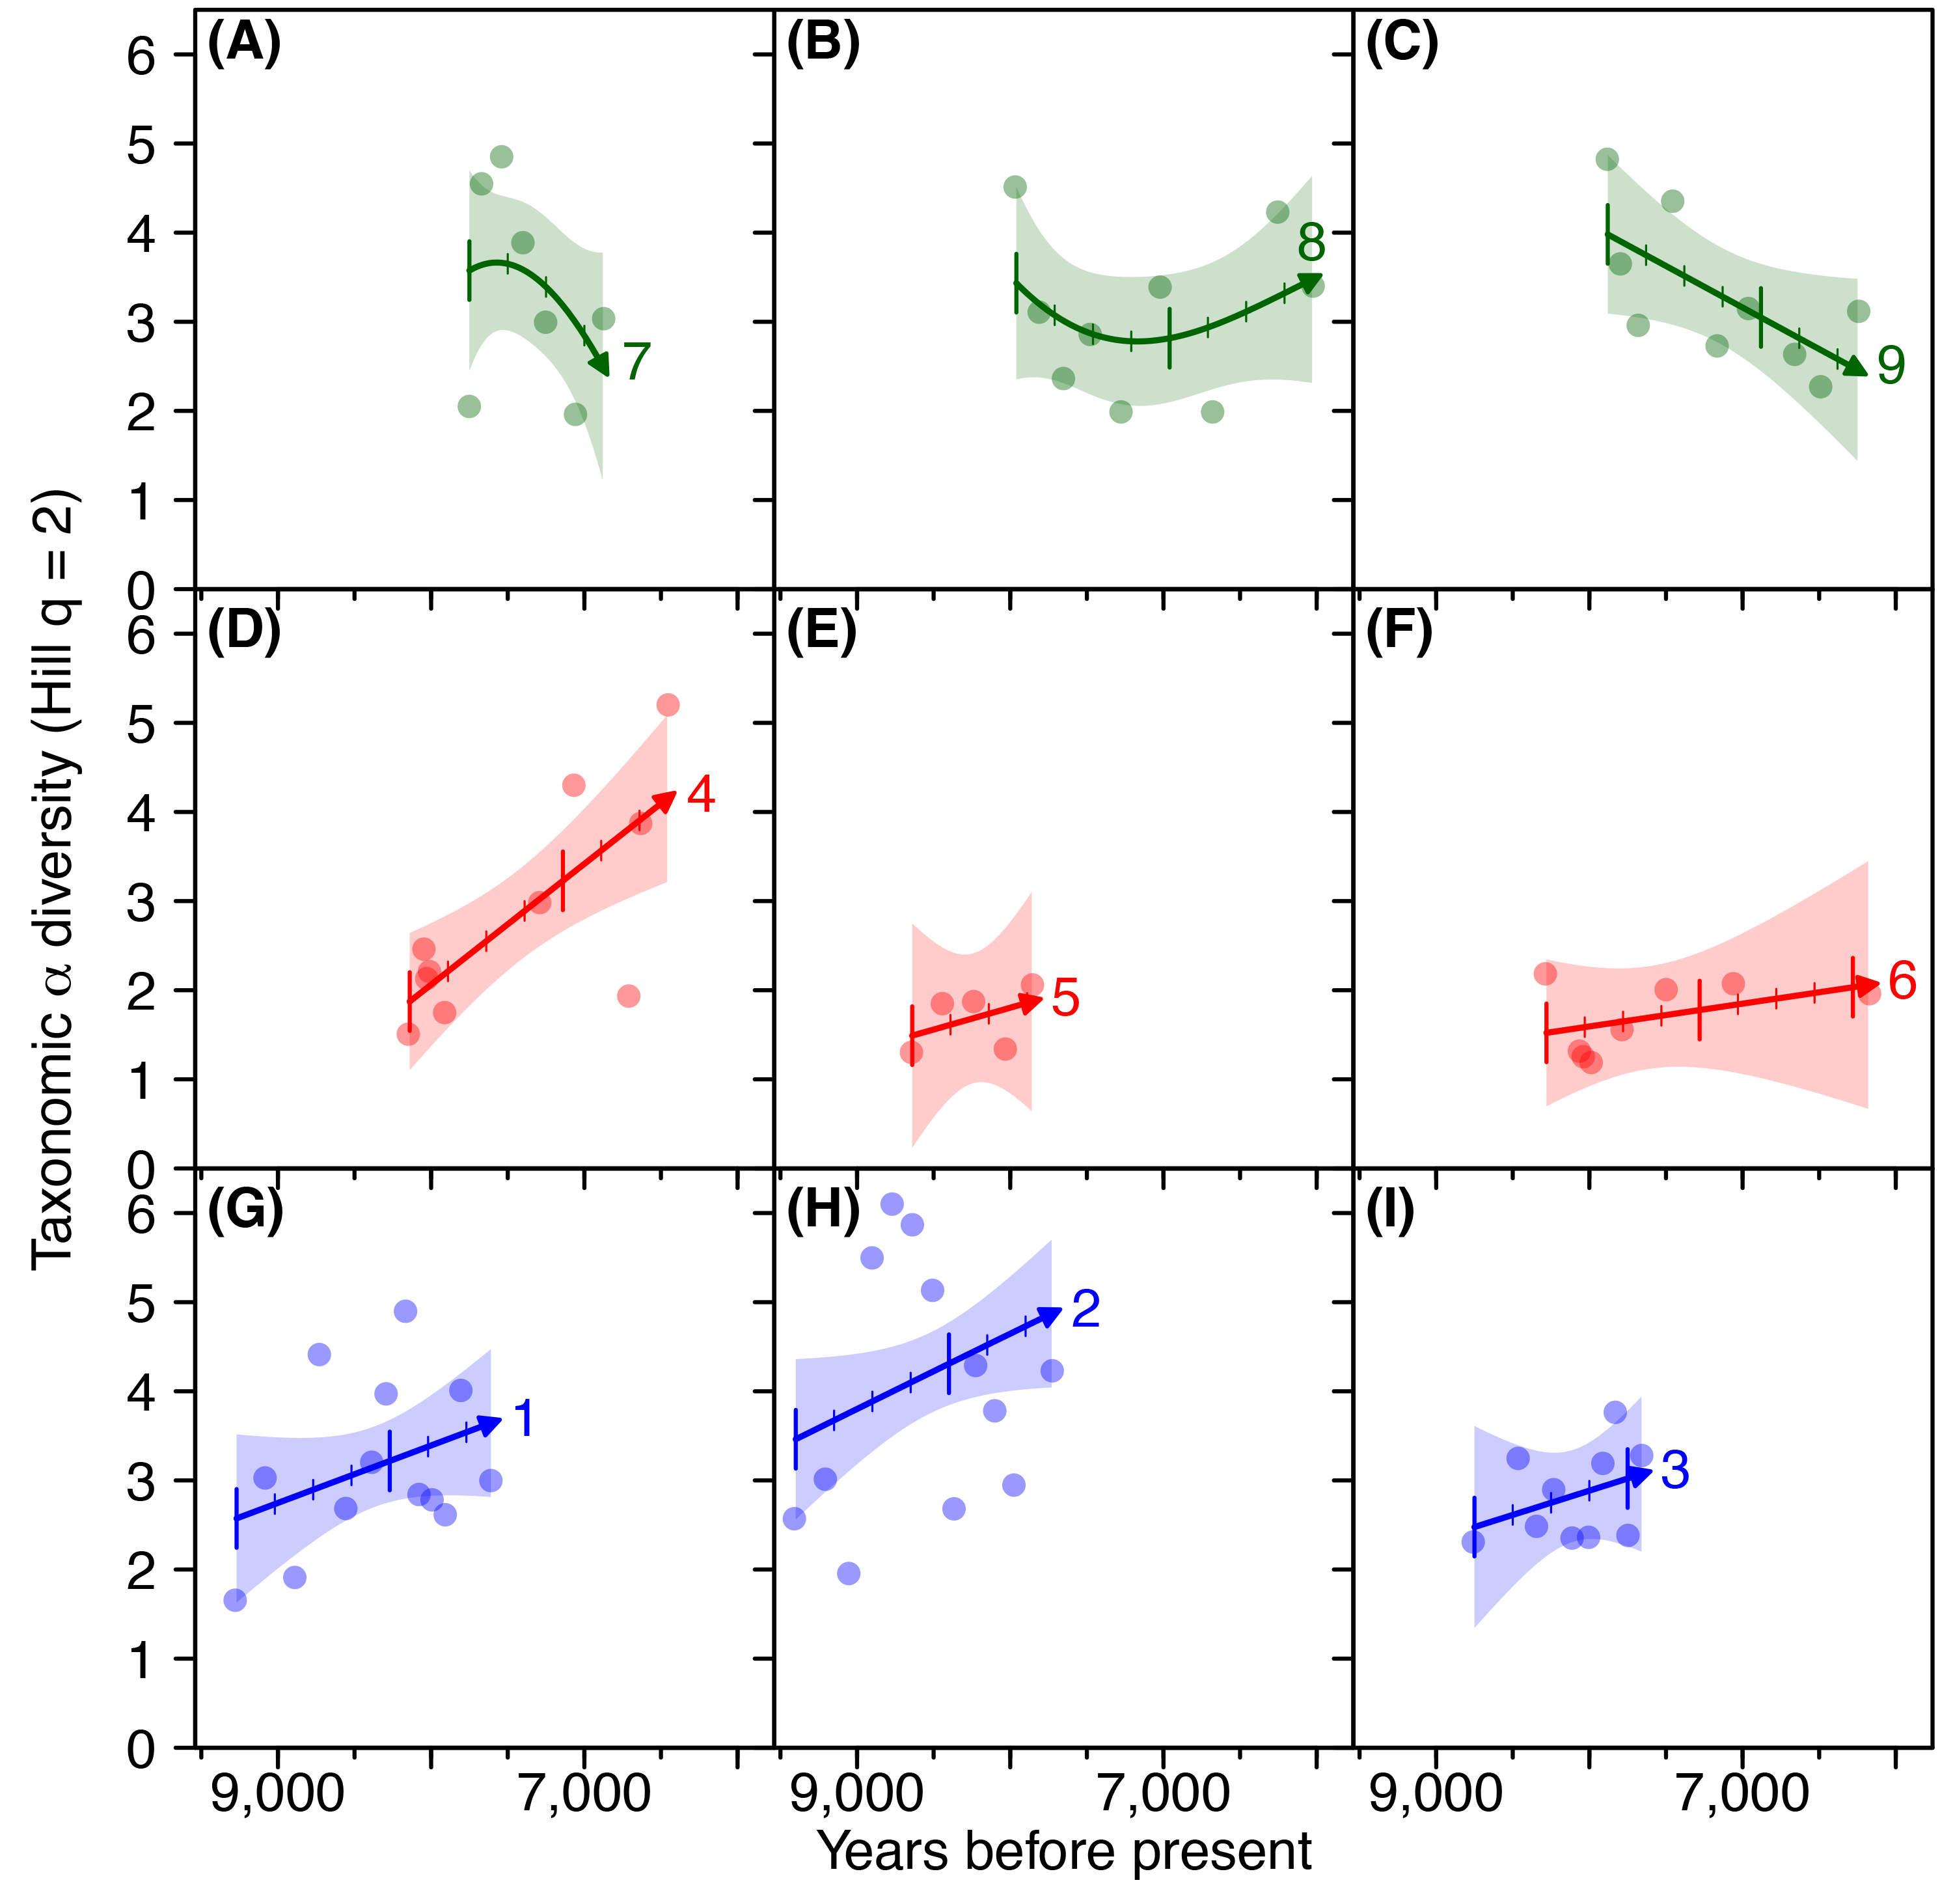 Taxonomic α diversity (Hill q = 2)
(A)
(B)
(C)
6
5
4
3
2
1
0
7
8
9
(D)
(E)
(F)
6
5
4
3
2
1
0
4
5
6
(G)
(H)
(I)
6
5
4
3
2
1
0
1
2
3
9,000 7,000 9,000 7,000 9,000 7,000
Years before present